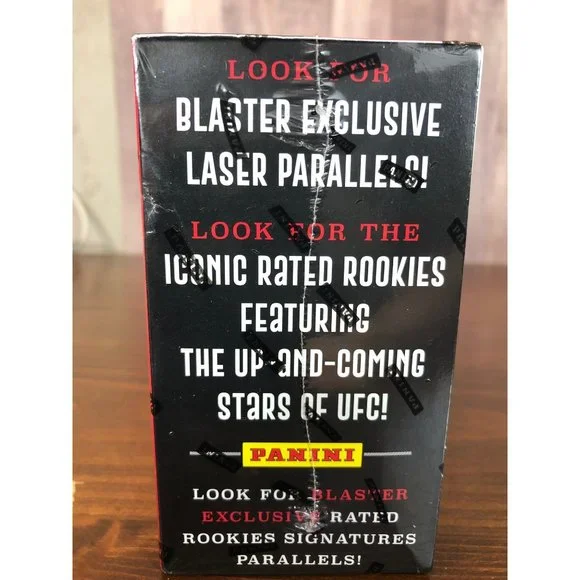 LOOK FOR
BLASTER EXCLUSIVE
LASER PARALLELS!
LOOK FOR THE
ICONIC RATED ROOKIES
FEATURING
THE UP-AND-COMING
STARS OF UFC!
PANINI
LOOK FOR BLASTER
EXCLUSIVE RATED
ROOKIES SIGNATURES
PARALLELS!